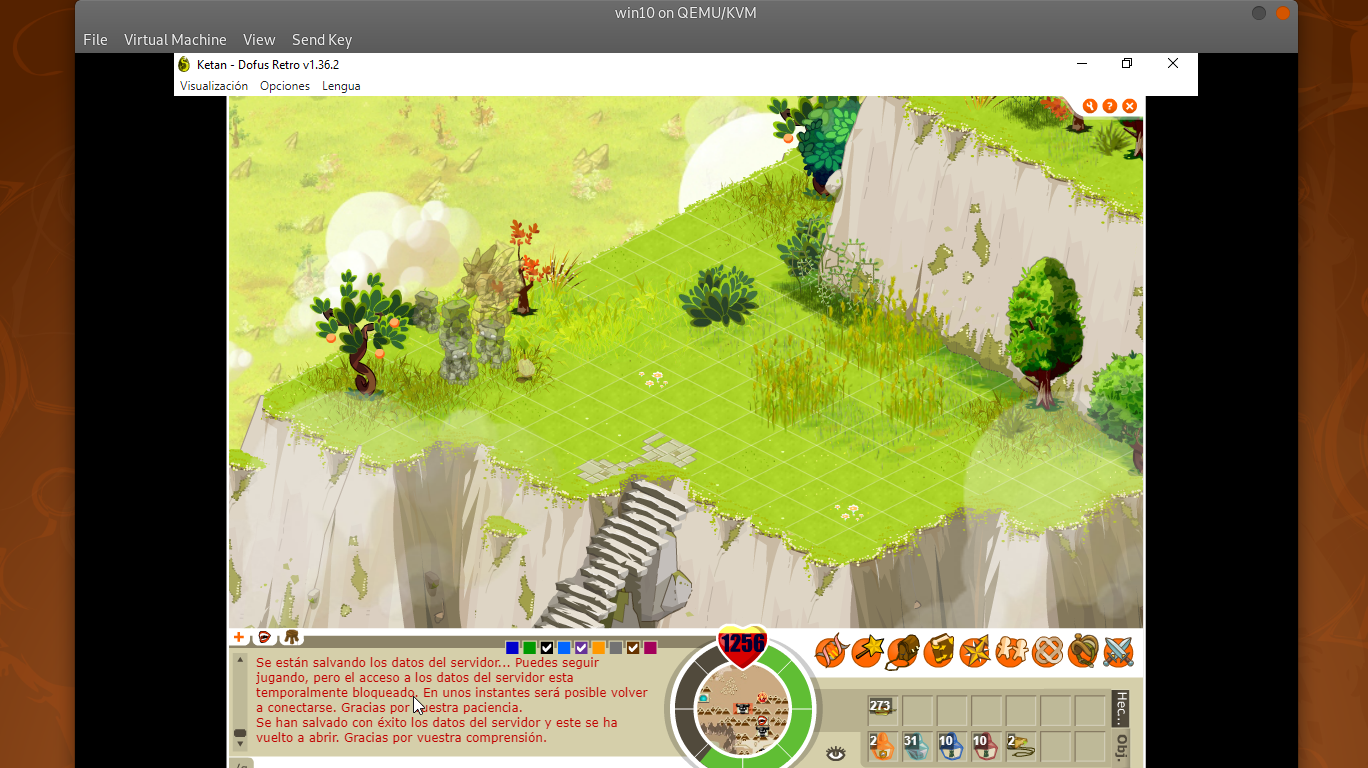 win10 on QEMU/KVM
File Virtual Machine View Send Key
Ketan - Dofus Retro v1.36.2
Visualización Opciones Lengua
1256
Se están salvando los datos del servidor... Puedes seguir
jugando, pero el acceso a los datos del servidor esta
temporalmente bloqueado. En unos instantes será posible volver
a conectarse. Gracias por vuestra paciencia.
Se han salvado con éxito los datos del servidor y este se ha
vuelto a abrir. Gracias por vuestra comprensión.
273
Hec...
2 31 10 10 2
Obj.